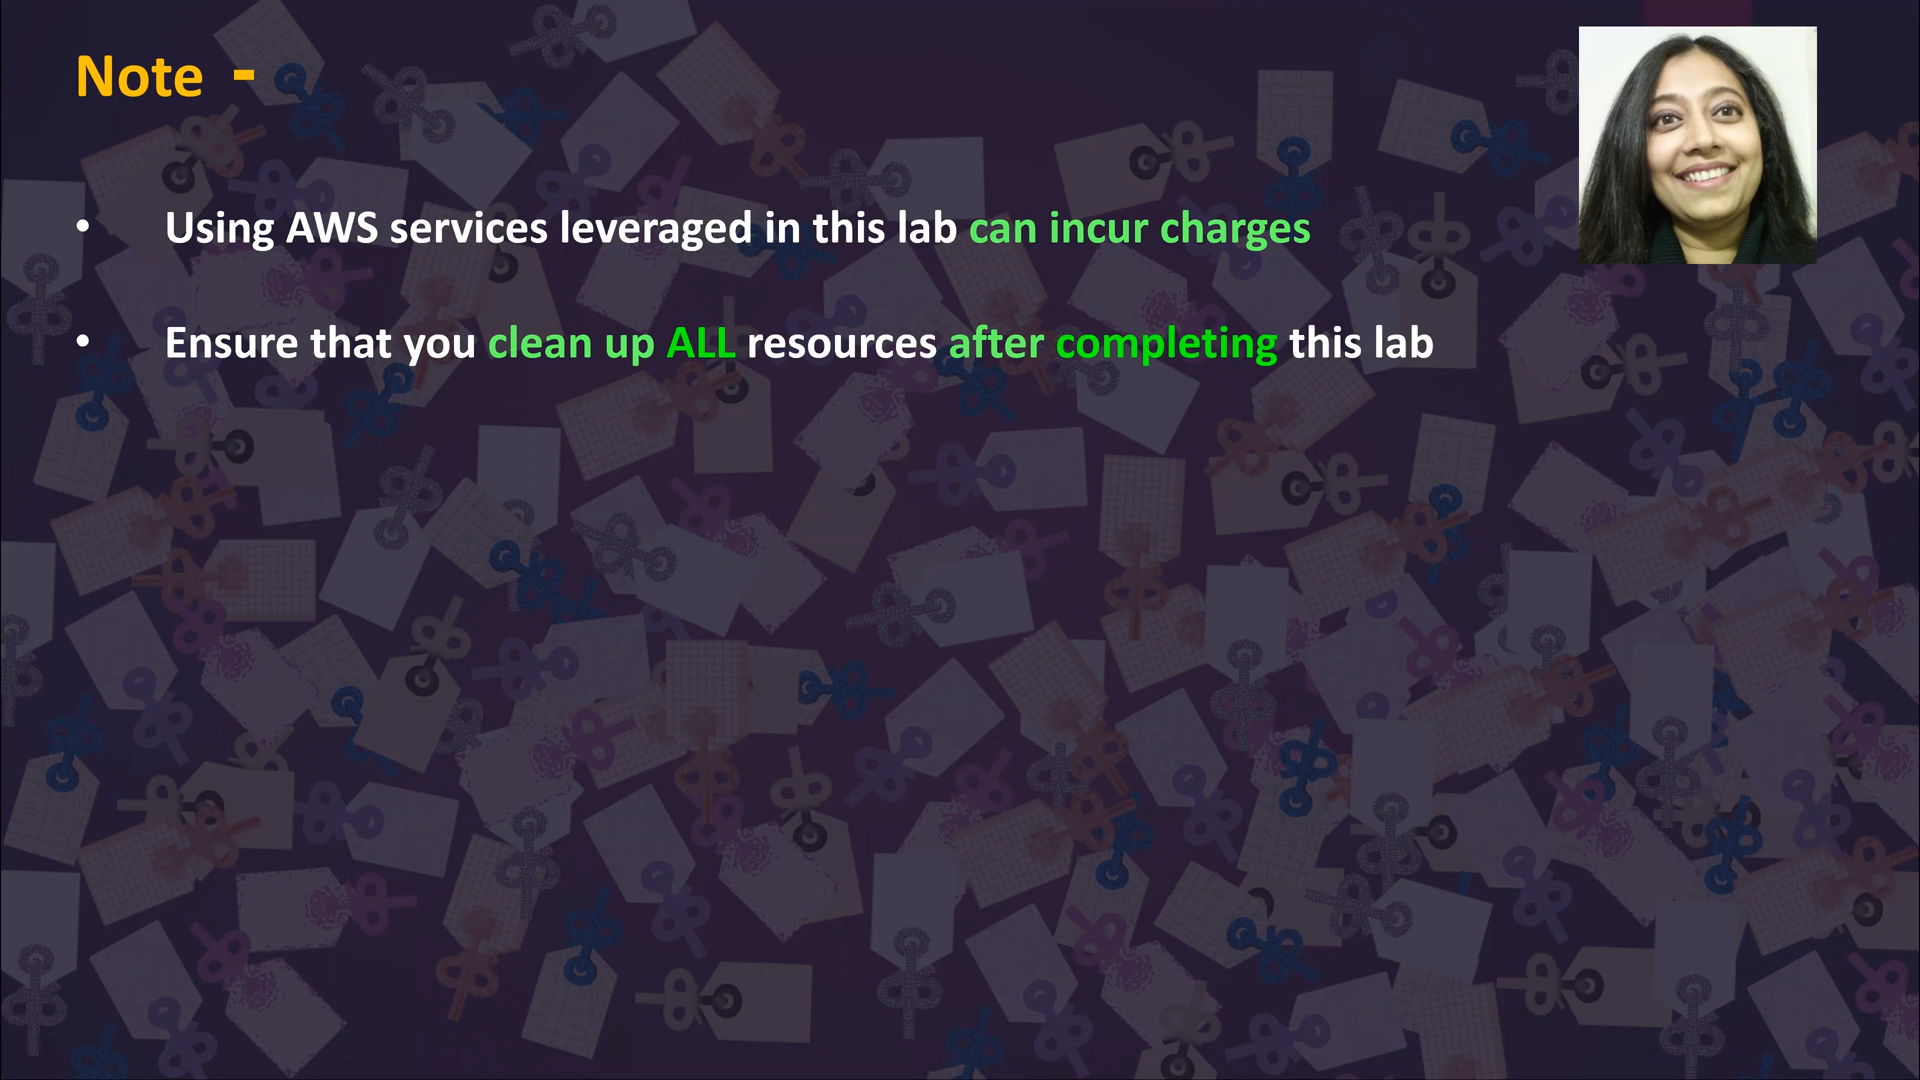 Note -
• Using AWS services leveraged in this lab can incur charges
• Ensure that you clean up ALL resources after completing this lab